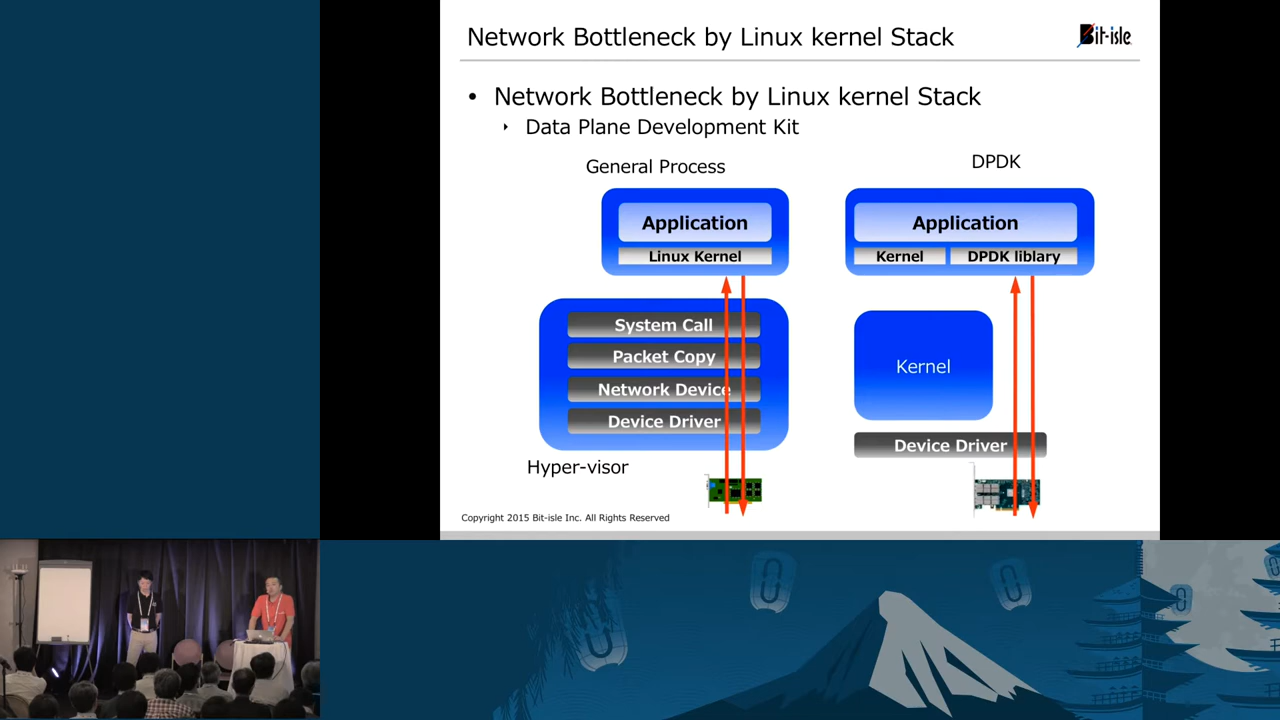 Network Bottleneck by Linux kernel Stack
Bit-isle
• Network Bottleneck by Linux kernel Stack
‣ Data Plane Development Kit
General Process
Application
Linux Kernel
System Call
Packet Copy
Network Device
Device Driver
Hyper-visor
DPDK
Application
Kernel
DPDK liblary
Kernel
Device Driver
Copyright 2015 Bit-isle Inc. All Rights Reserved